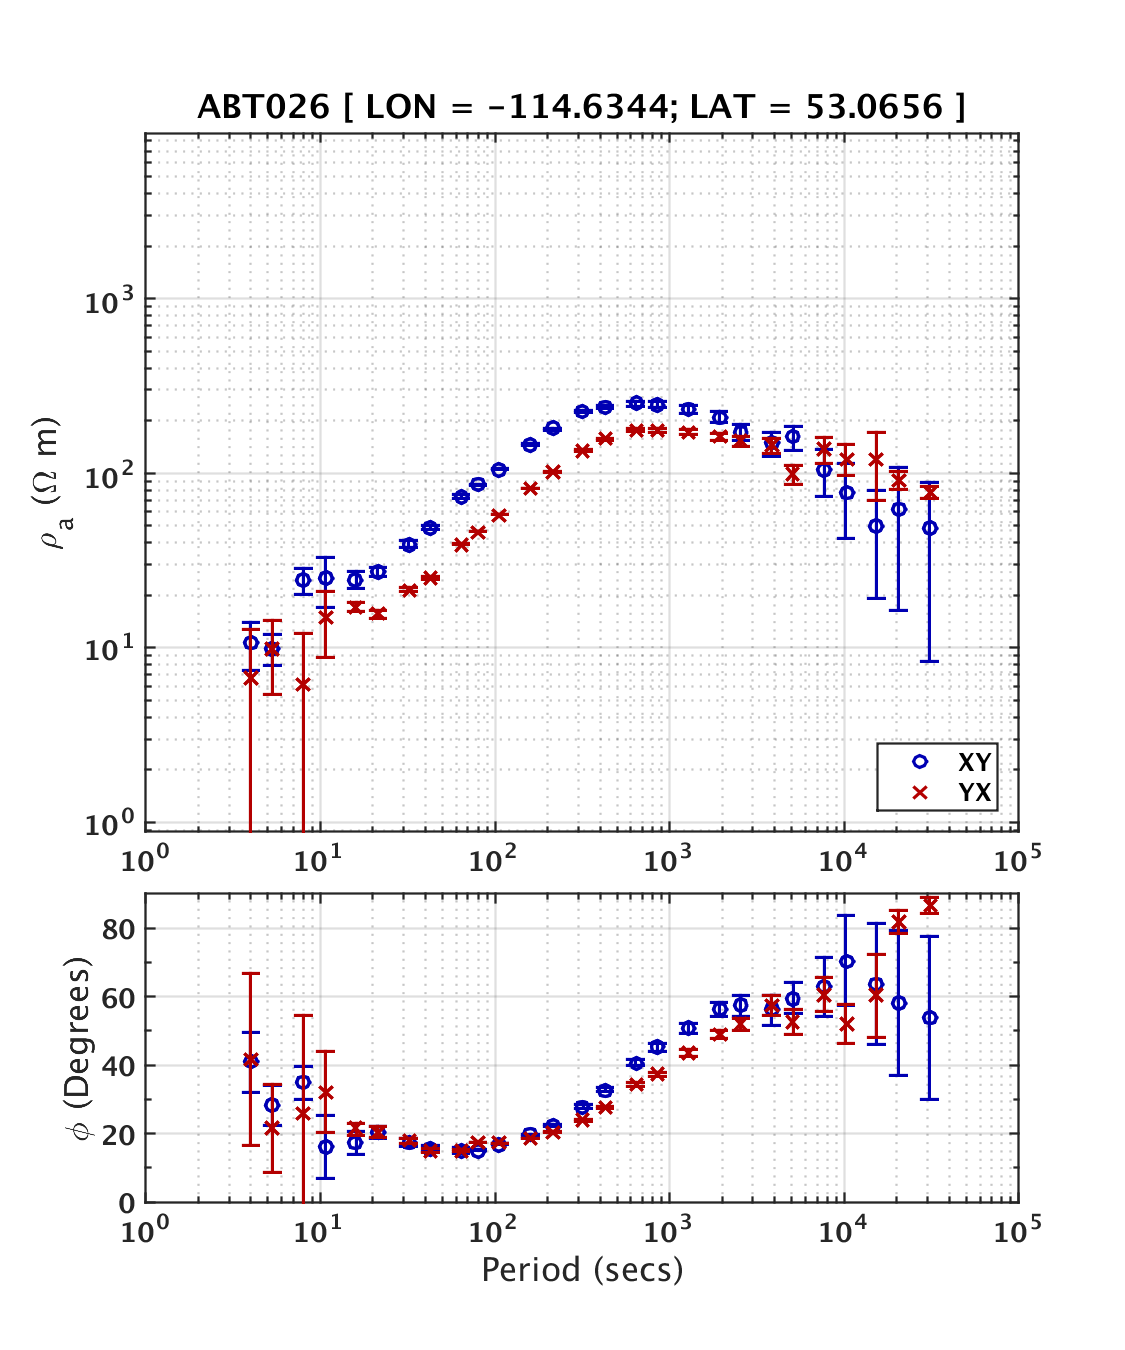 ABT026 [ LON = -114.6344; LAT = 53.0656 ]
ρa (Ω m)
10³
10²
10¹
10⁰
XY
YX
10⁰ 10¹ 10² 10³ 10⁴ 10⁵
ϕ (Degrees)
80
60
40
20
0
10⁰ 10¹ 10² 10³ 10⁴ 10⁵
Period (secs)